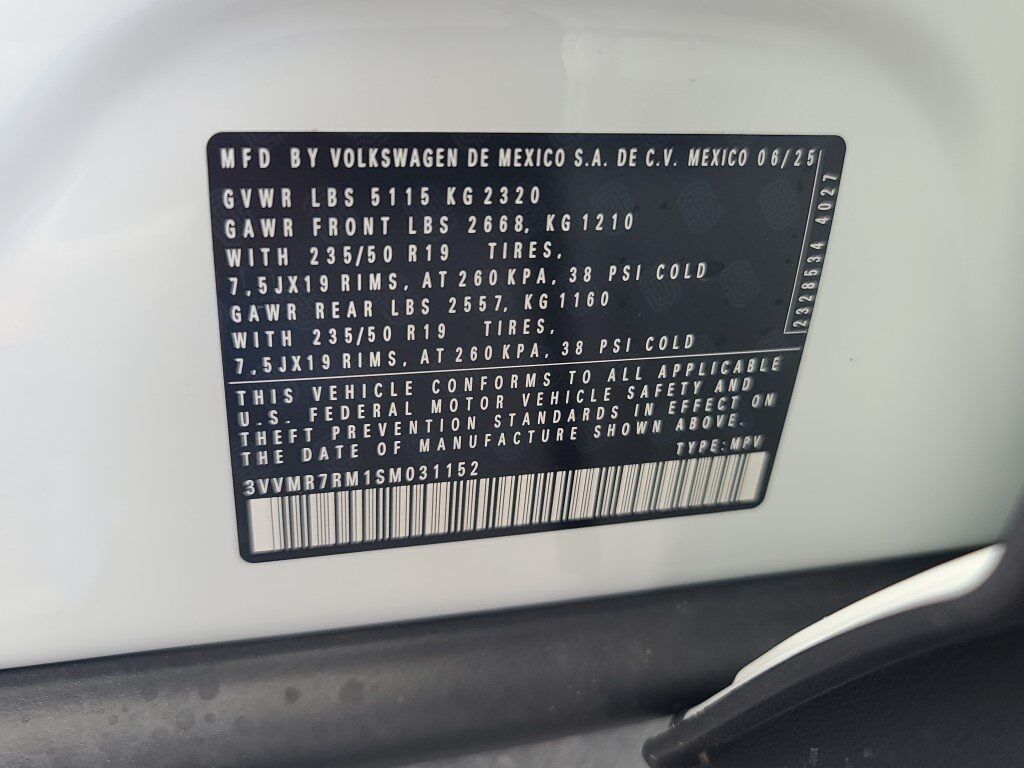 MFD BY VOLKSWAGEN DE MEXICO S.A. DE C.V. MEXICO 06/25
GVWR LBS 5115 KG 2320
GAWR FRONT LBS 2668, KG 1210
WITH 235/50 R19 TIRES,
7,5JX19 RIMS, AT 260 KPA, 38 PSI COLD
GAWR REAR LBS 2557, KG 1160
WITH 235/50 R19 TIRES,
7,5JX19 RIMS, AT 260 KPA, 38 PSI COLD
2328534 4027
THIS VEHICLE CONFORMS TO ALL APPLICABLE
U.S. FEDERAL MOTOR VEHICLE SAFETY AND
THEFT PREVENTION STANDARDS IN EFFECT ON
THE DATE OF MANUFACTURE SHOWN ABOVE.
TYPE: MPV
3VVMR7RM1SM031152